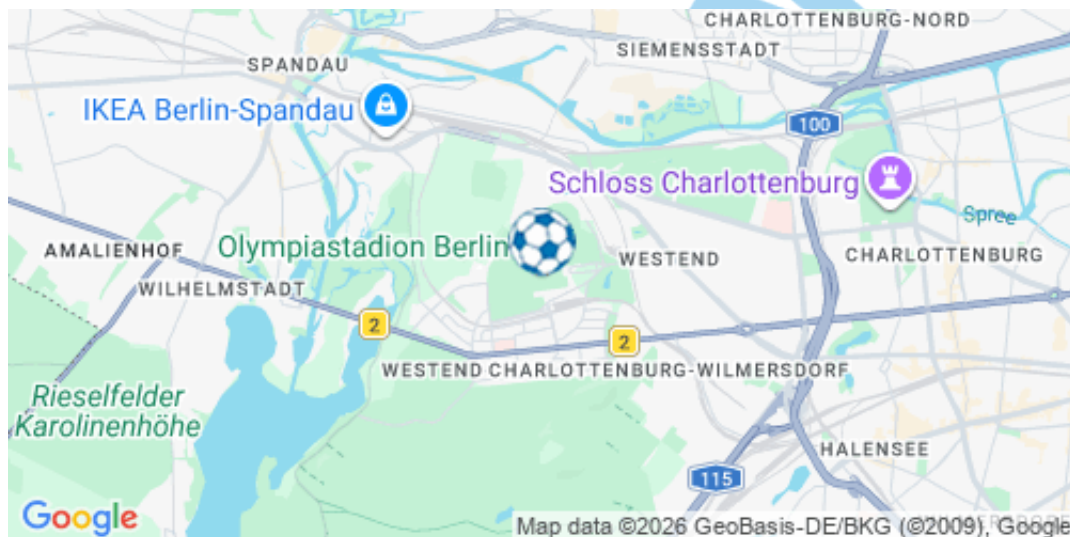 CHARLOTTENBURG-NORD
SIEMENSSTADT
SPANDAU
IKEA Berlin-Spandau
100
Schloss Charlottenburg
Spree
AMALIENHOF
Olympiastadion Berlin
WESTEND
CHARLOTTENBURG
WILHELMSTADT
2
2
WESTEND CHARLOTTENBURG-WILMERSDORF
Rieselfelder
Karolinenhöhe
HALENSEE
115
Google
Map data ©2026 GeoBasis-DE/BKG (©2009), Google